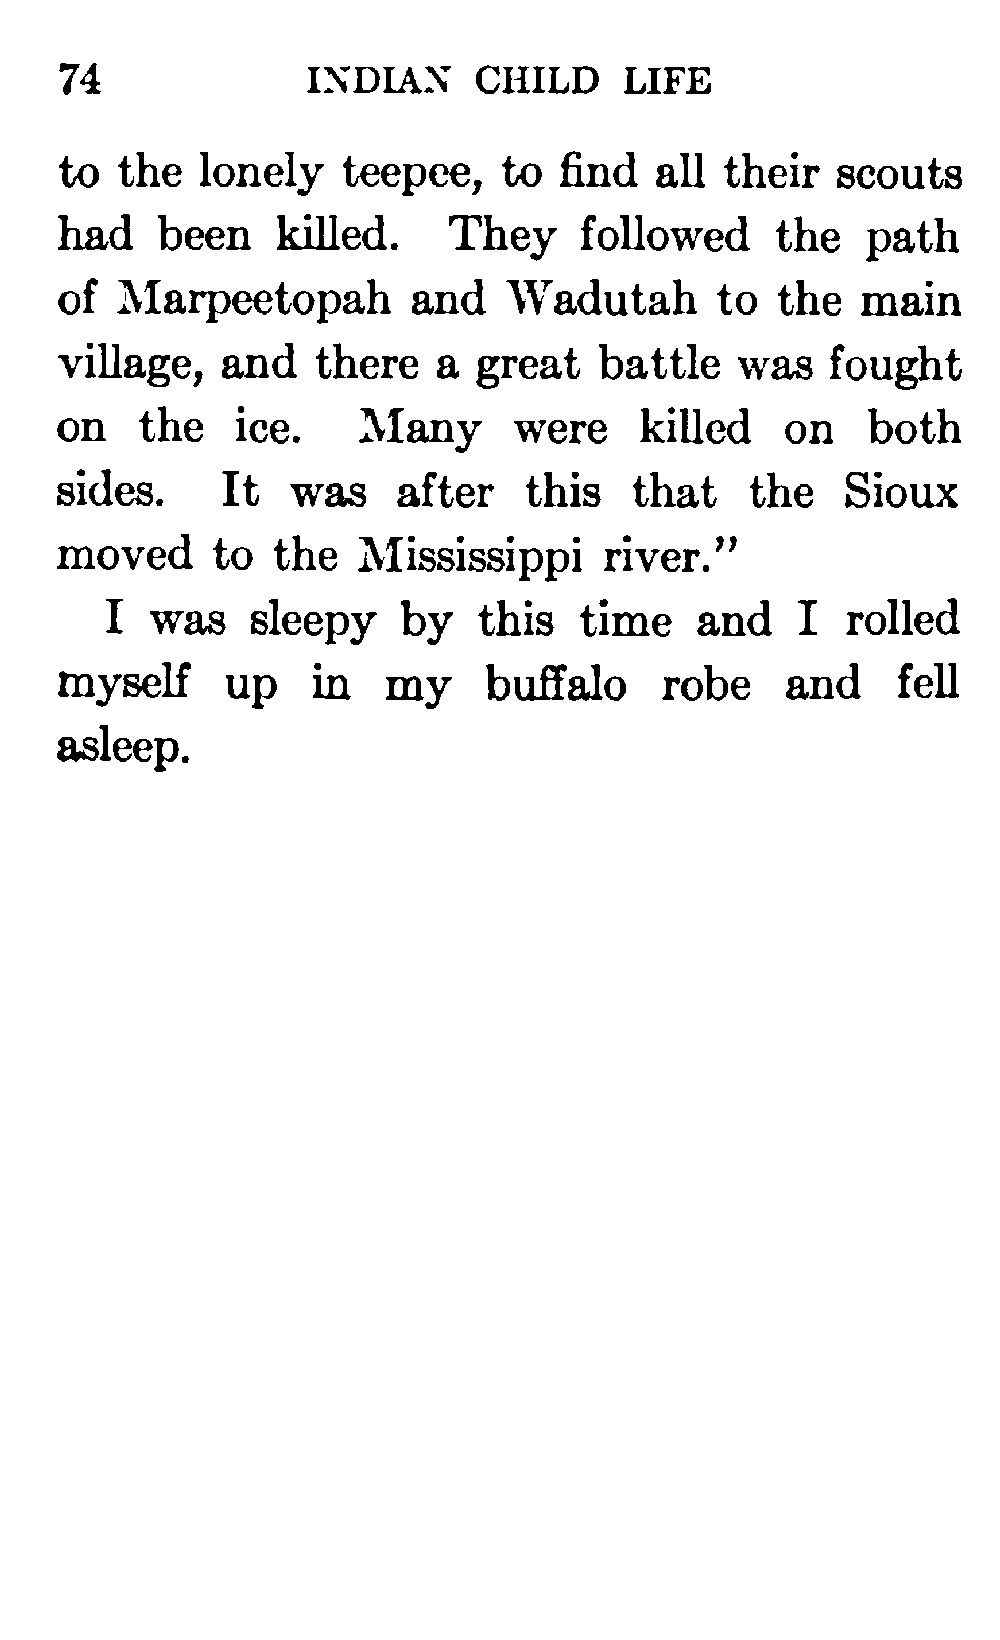 74 INDIAN CHILD LIFE
to the lonely teepee, to find all their scouts
had been killed. They followed the path
of Marpeetopah and Wadutah to the main
village, and there a great battle was fought
on the ice. Many were killed on both
sides. It was after this that the Sioux
moved to the Mississippi river."
I was sleepy by this time and I rolled
myself up in my buffalo robe and fell
asleep.